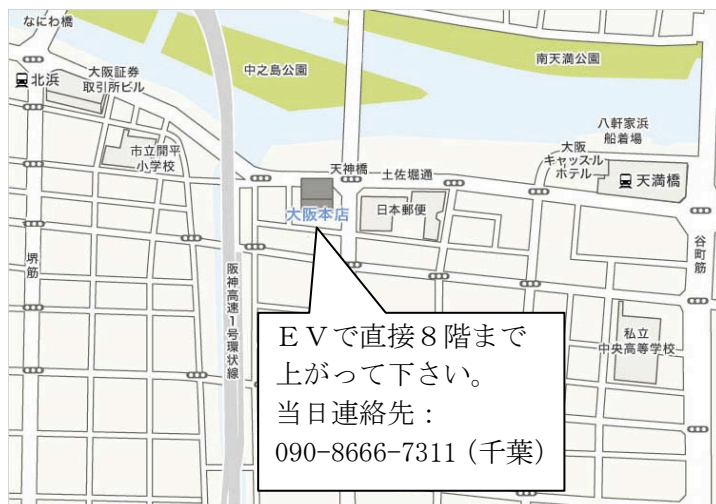 なにわ橋
北浜
大阪証券
取引所ビル
中之島公園
南天満公園
八軒家浜
船着場
市立開平
小学校
大阪
キャッスル
ホテル
天満橋
天神橋
土佐堀通
大阪本店
日本郵便
堺筋
阪神高速1号環状線
谷町筋
私立
中央高等学校
ＥＶで直接８階まで
上がって下さい。
当日連絡先：
090-8666-7311（千葉）